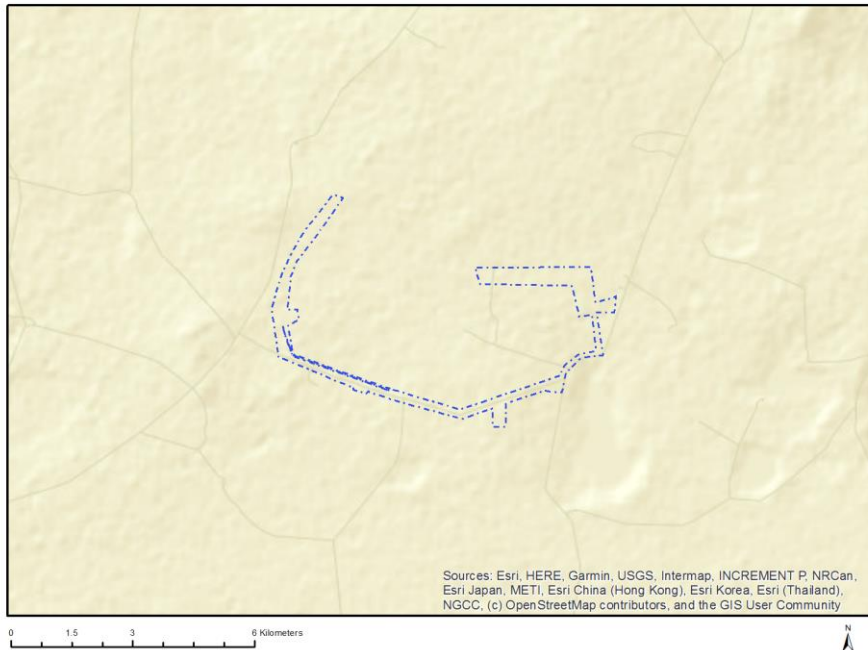 Sources: Esri, HERE, Garmin, USGS, Intermap, INCREMENT P, NRCan,
Esri Japan, METI, Esri China (Hong Kong), Esri Korea, Esri (Thailand),
NGCC, (c) OpenStreetMap contributors, and the GIS User Community
0 1.5 3 6 Kilometers
N